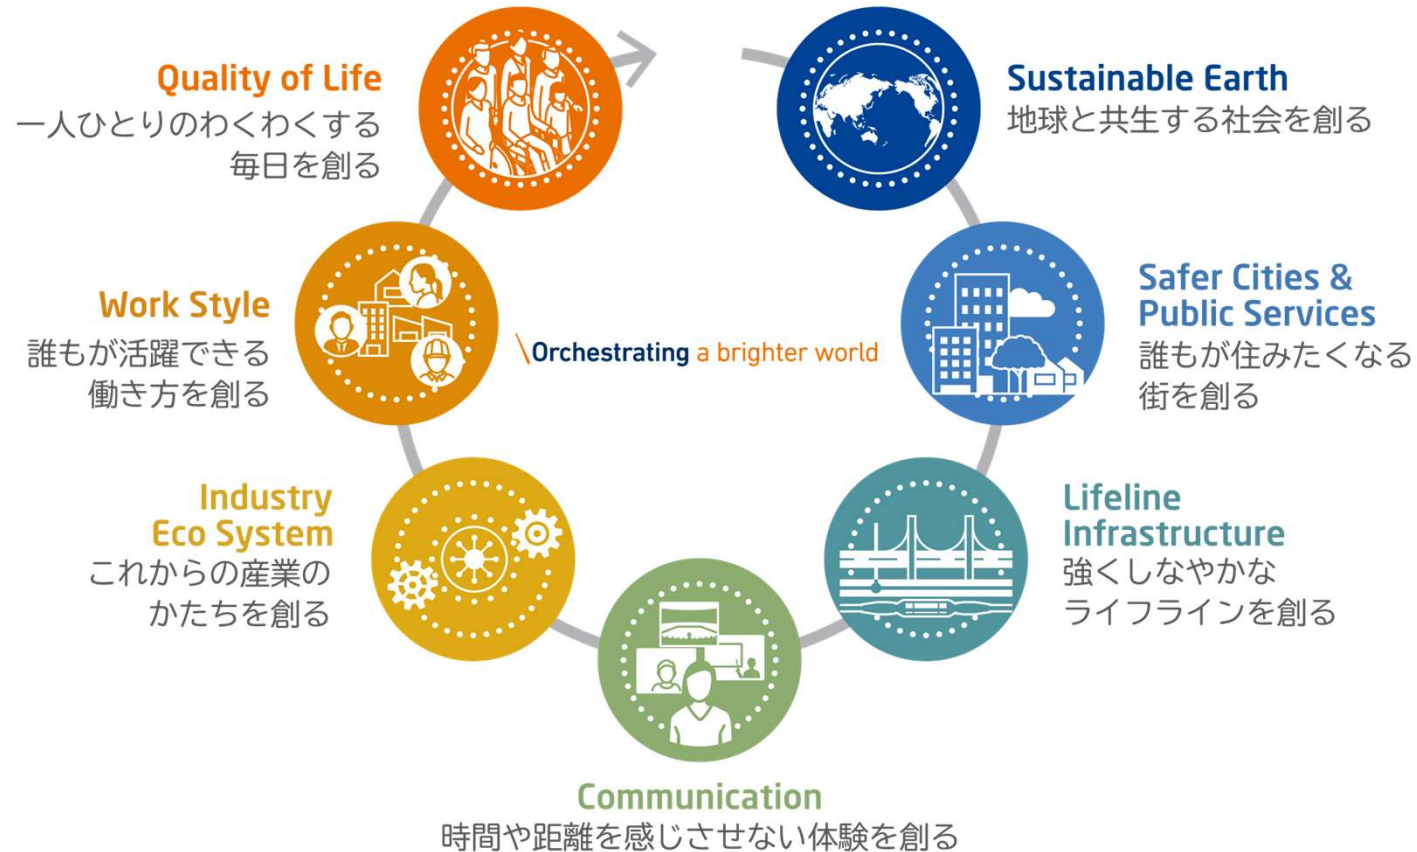 Quality of Life
一人ひとりのわくわくする
毎日を創る
Sustainable Earth
地球と共生する社会を創る
Work Style
誰もが活躍できる
働き方を創る
\Orchestrating a brighter world
Safer Cities &
Public Services
誰もが住みたくなる
街を創る
Industry
Eco System
これからの産業の
かたちを創る
Lifeline
Infrastructure
強くしなやかな
ライフラインを創る
Communication
時間や距離を感じさせない体験を創る